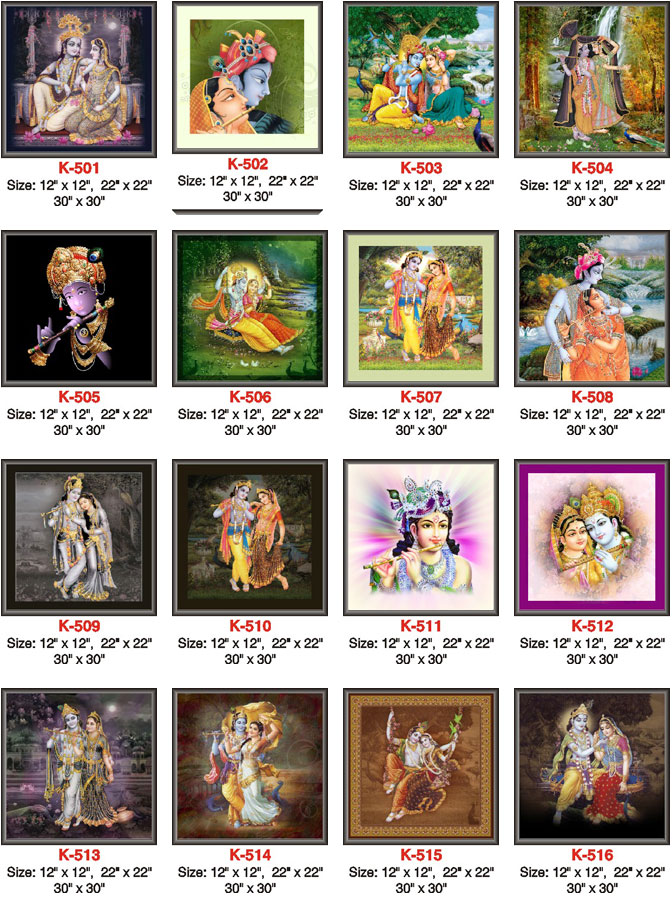 K-501
Size: 12" x 12", 22" x 22"
30" x 30"
K-502
Size: 12" x 12", 22" x 22"
30" x 30"
K-503
Size: 12" x 12", 22" x 22"
30" x 30"
K-504
Size: 12" x 12", 22" x 22"
30" x 30"
K-505
Size: 12" x 12", 22" x 22"
30" x 30"
K-506
Size: 12" x 12", 22" x 22"
30" x 30"
K-507
Size: 12" x 12", 22" x 22"
30" x 30"
K-508
Size: 12" x 12", 22" x 22"
30" x 30"
K-509
Size: 12" x 12", 22" x 22"
30" x 30"
K-510
Size: 12" x 12", 22" x 22"
30" x 30"
K-511
Size: 12" x 12", 22" x 22"
30" x 30"
K-512
Size: 12" x 12", 22" x 22"
30" x 30"
K-513
Size: 12" x 12", 22" x 22"
30" x 30"
K-514
Size: 12" x 12", 22" x 22"
30" x 30"
K-515
Size: 12" x 12", 22" x 22"
30" x 30"
K-516
Size: 12" x 12", 22" x 22"
30" x 30"